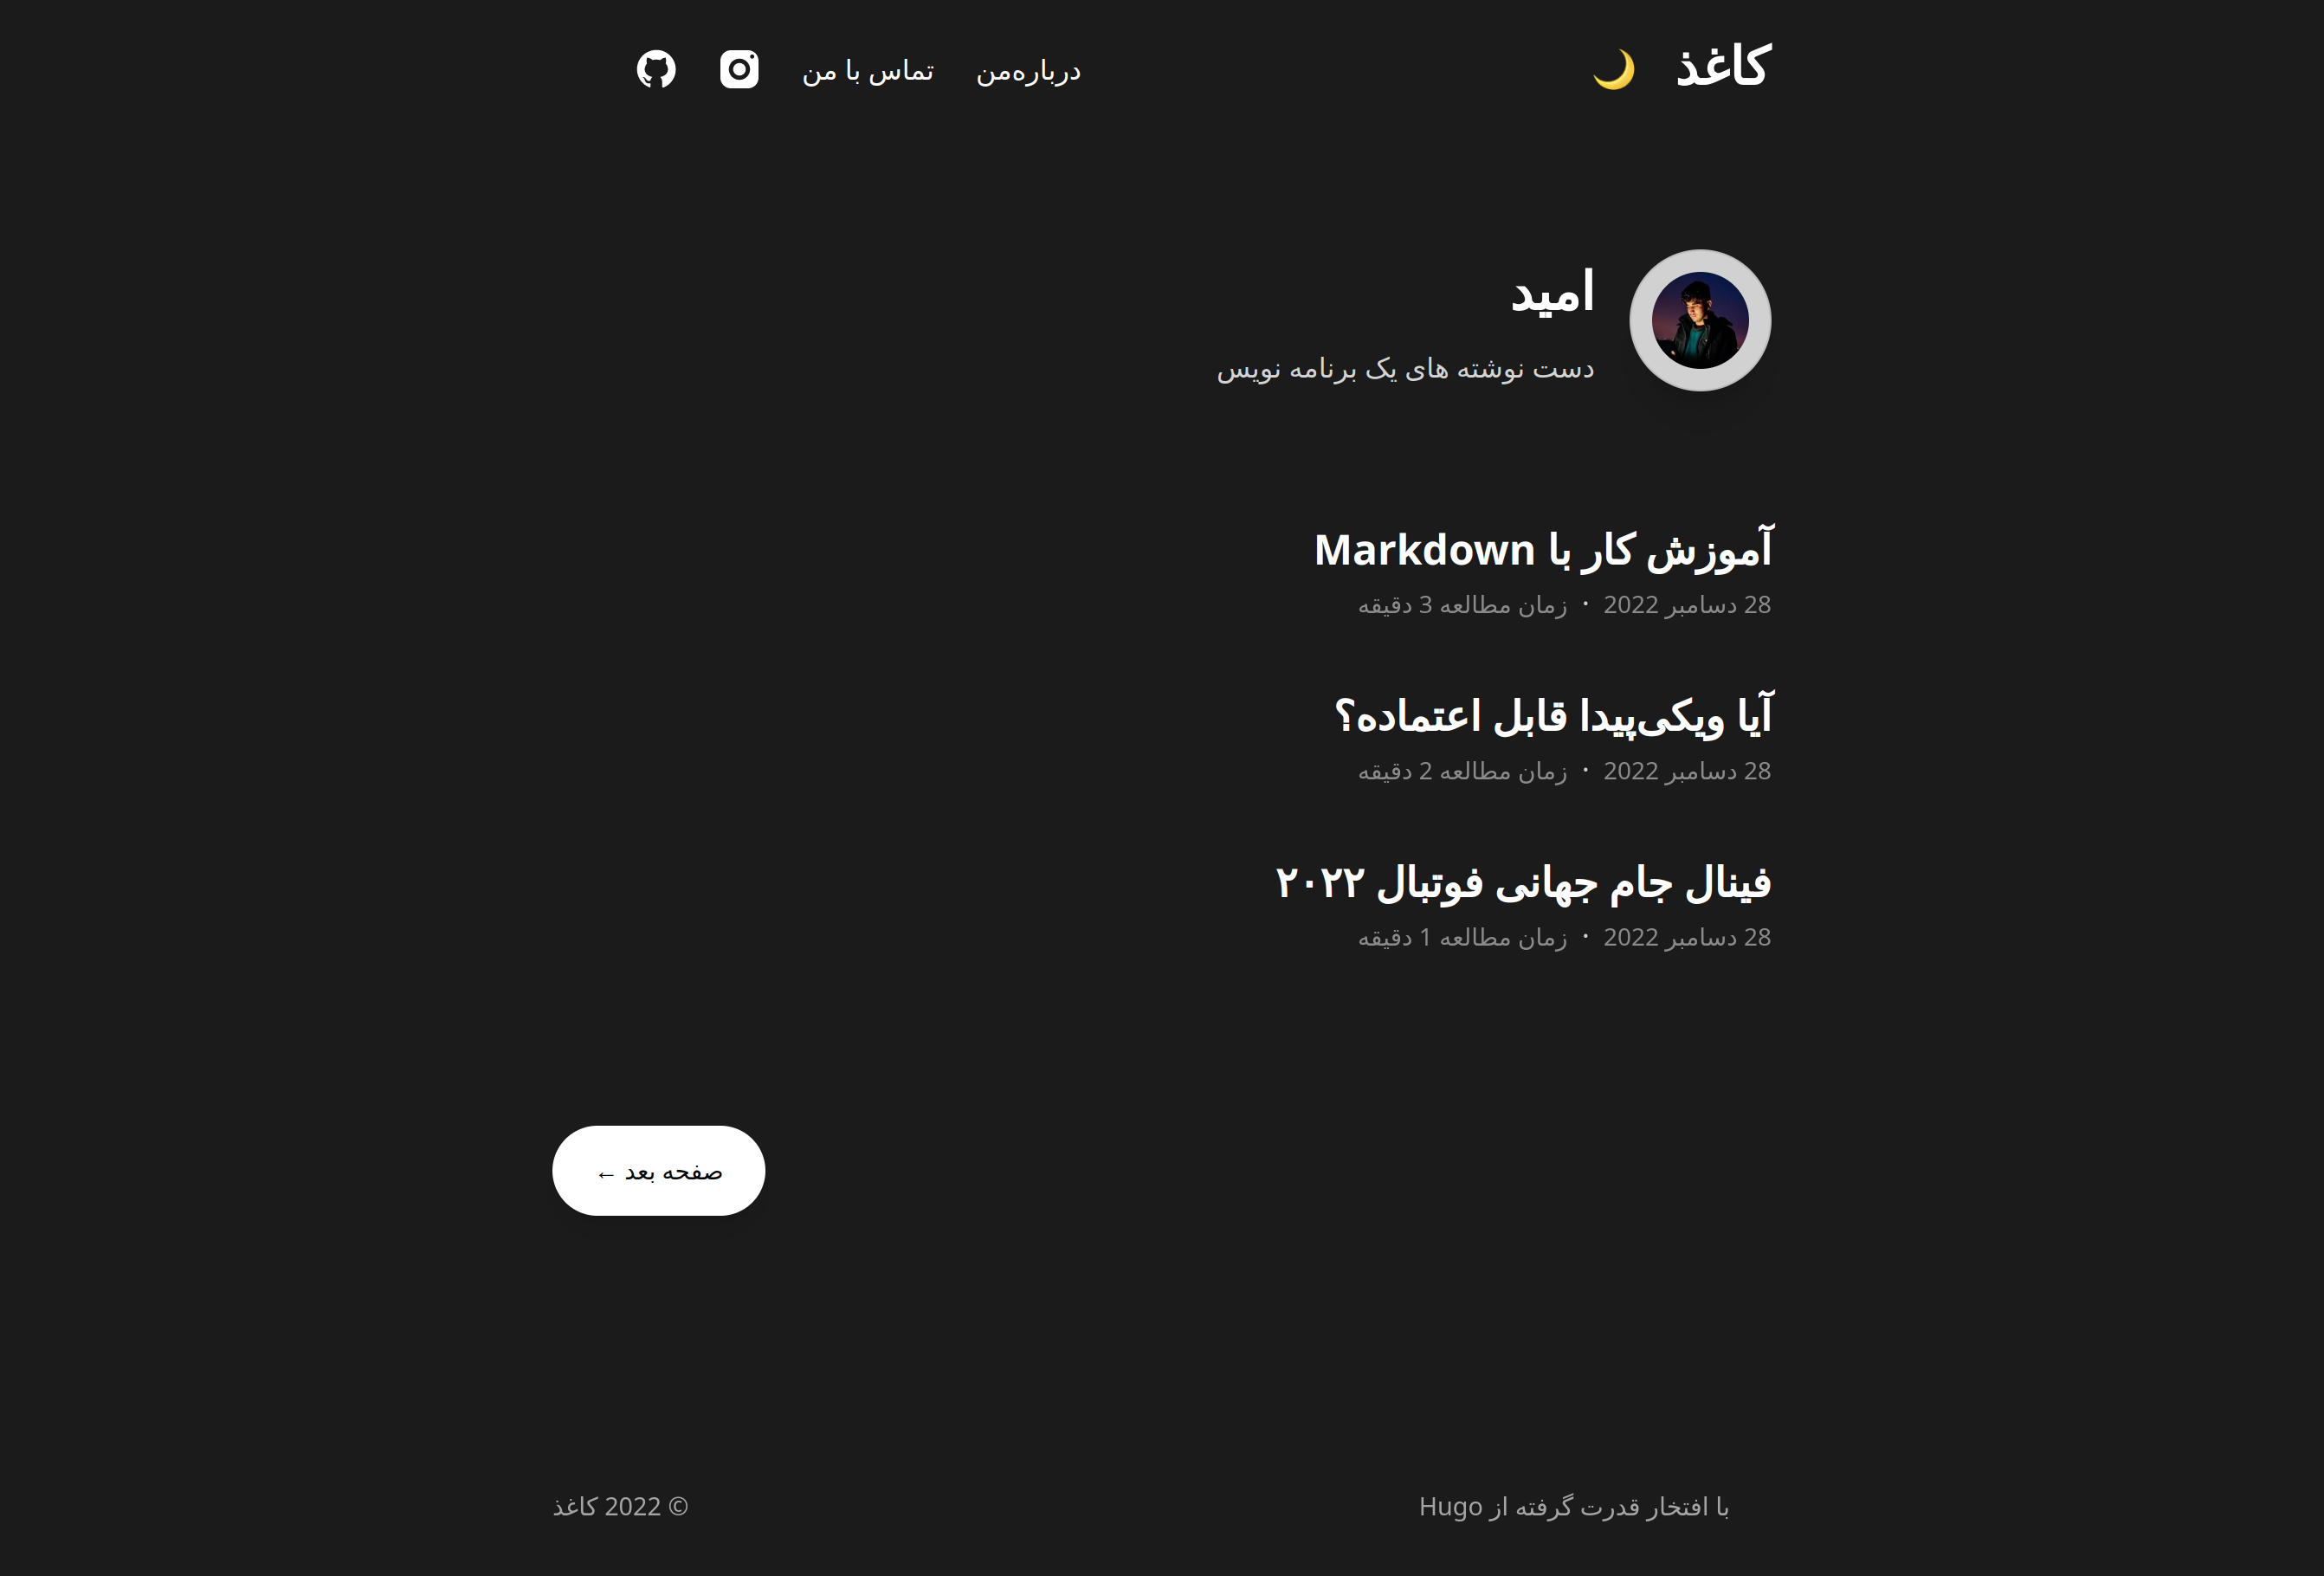 کاغذ 🌙
درباره‌من
تماس با من
امید
دست نوشته های یک برنامه نویس
آموزش کار با Markdown
28 دسامبر 2022 · زمان مطالعه 3 دقیقه
آیا ویکی‌پیدا قابل اعتماده؟
28 دسامبر 2022 · زمان مطالعه 2 دقیقه
فینال جام جهانی فوتبال ۲۰۲۲
28 دسامبر 2022 · زمان مطالعه 1 دقیقه
صفحه بعد ←
با افتخار قدرت گرفته از Hugo
© 2022 کاغذ